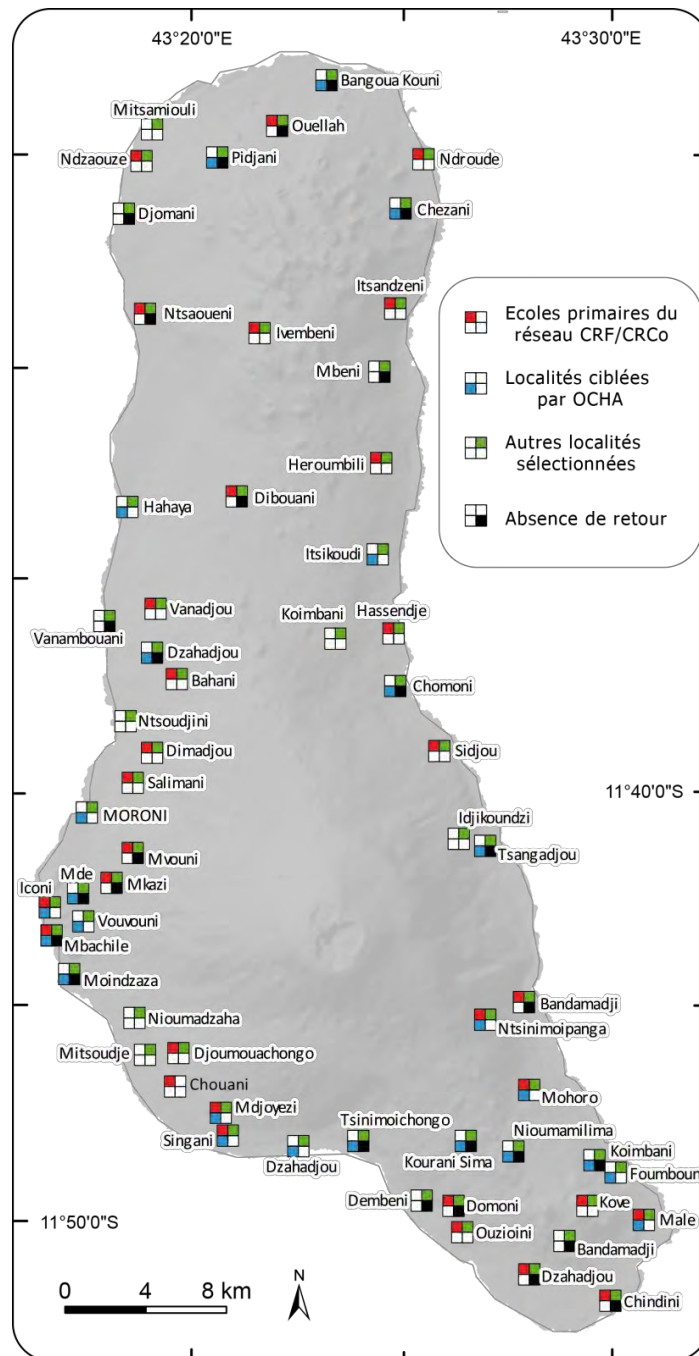 43°20'0"E
43°30'0"E
Bangoua Kouni
Mitsamiouli
Ouellah
Ndzaouze
Pidjani
Ndroude
Djomani
Chezani
Itsandzeni
Ntsaoueni
Ivembeni
Mbeni
Ecoles primaires du
réseau CRF/CRCo
Localités ciblées
par OCHA
Autres localités
sélectionnées
Absence de retour
Heroumbili
Dibouani
Hahaya
Itsikoudi
Vanadjou
Koimbani
Hassendje
Vanambouani
Dzahadjou
Bahani
Chomoni
Ntsoudjini
Dimadjou
Sidjou
Salimani
11°40'0"S
MORONI
Idjikoundzi
Tsangadjou
Mvouni
Mde
Mkazi
Iconi
Vouvouni
Mbachile
Moindzaza
Bandamadji
Nioumadzaha
Ntsinimoipanga
Mitsoudje
Djoumouachongo
Chouani
Mohoro
Mdjoyezi
Tsinimoichongo
Nioumamilima
Singani
Koimbani
Dzahadjou
Kourani Sima
Foumboun
Dembeni
Domoni
Kove
Male
11°50'0"S
Ouzioini
Bandamadji
Dzahadjou
Chindini
0 4 8 km
N